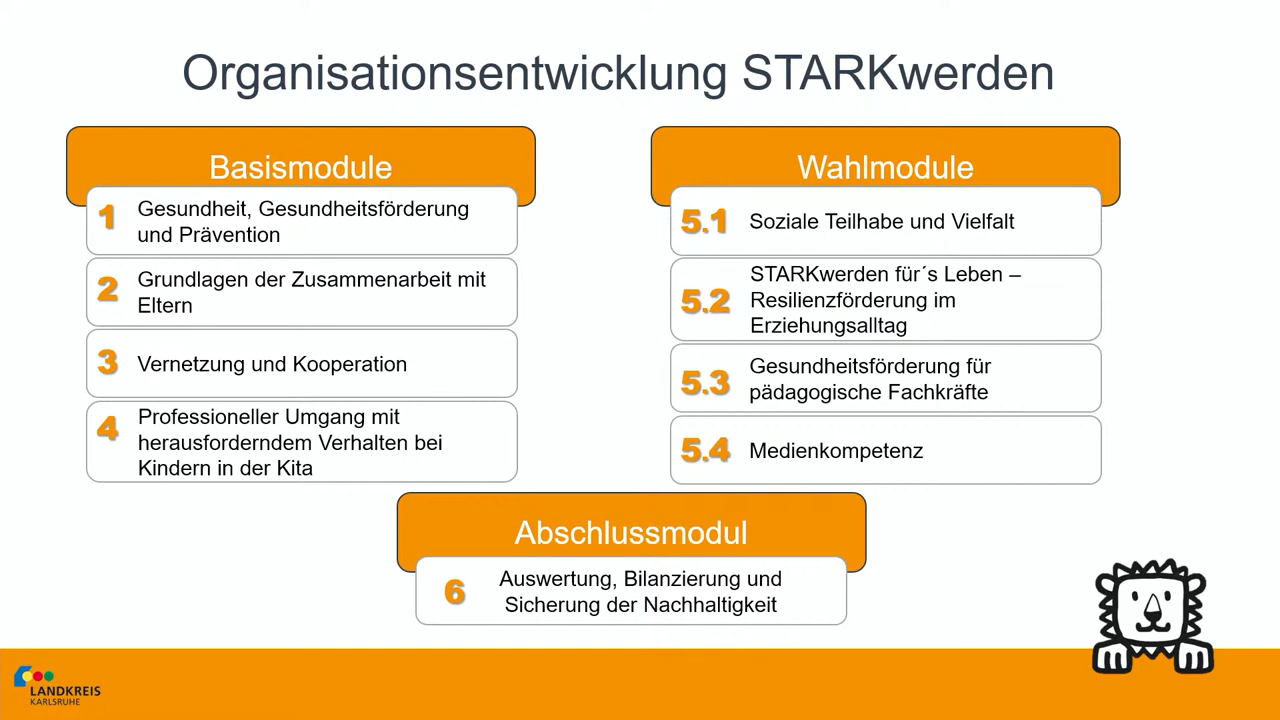 Organisationsentwicklung STARKwerden
Basismodule
1 Gesundheit, Gesundheitsförderung
und Prävention
2 Grundlagen der Zusammenarbeit mit
Eltern
3 Vernetzung und Kooperation
4 Professioneller Umgang mit
herausforderndem Verhalten bei
Kindern in der Kita
Wahlmodule
5.1 Soziale Teilhabe und Vielfalt
5.2 STARKwerden für´s Leben –
Resilienzförderung im
Erziehungsalltag
5.3 Gesundheitsförderung für
pädagogische Fachkräfte
5.4 Medienkompetenz
Abschlussmodul
6 Auswertung, Bilanzierung und
Sicherung der Nachhaltigkeit
LANDKREIS
KARLSRUHE